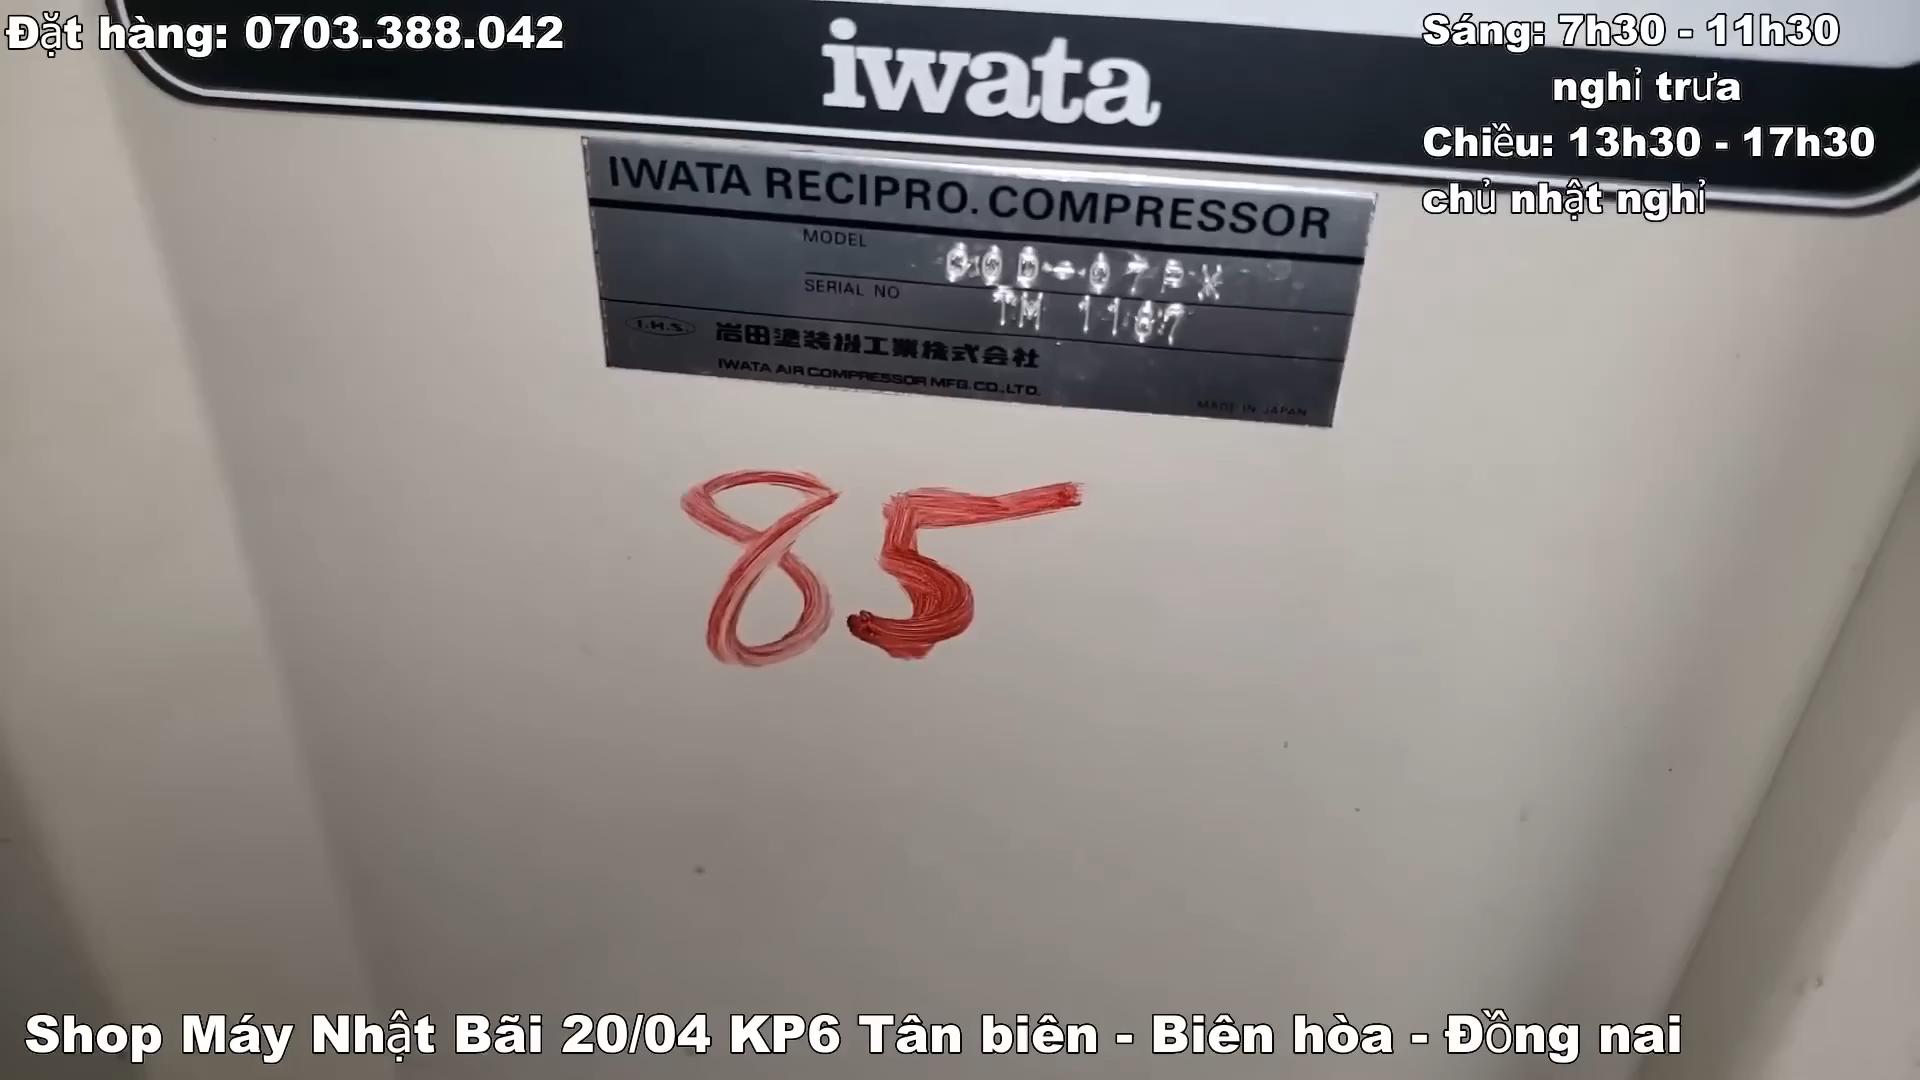 Đặt hàng: 0703.388.042
Sáng: 7h30 - 11h30
nghỉ trưa
Chiều: 13h30 - 17h30
chủ nhật nghỉ
iwata
IWATA RECIPRO. COMPRESSOR
MODEL
SERIAL NO TM 1167
I.H.S.
岩田塗装機工業株式会社
IWATA AIR COMPRESSOR MFG. CO., LTD.
MADE IN JAPAN
85
Shop Máy Nhật Bãi 20/04 KP6 Tân biên - Biên hòa - Đồng nai